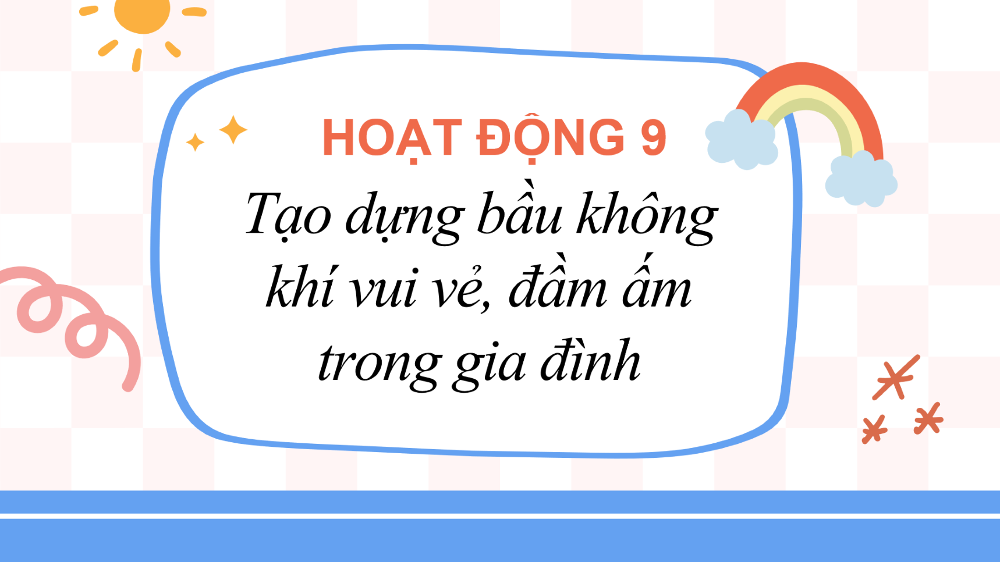 HOẠT ĐỘNG 9
Tạo dựng bầu không
khí vui vẻ, đầm ấm
trong gia đình